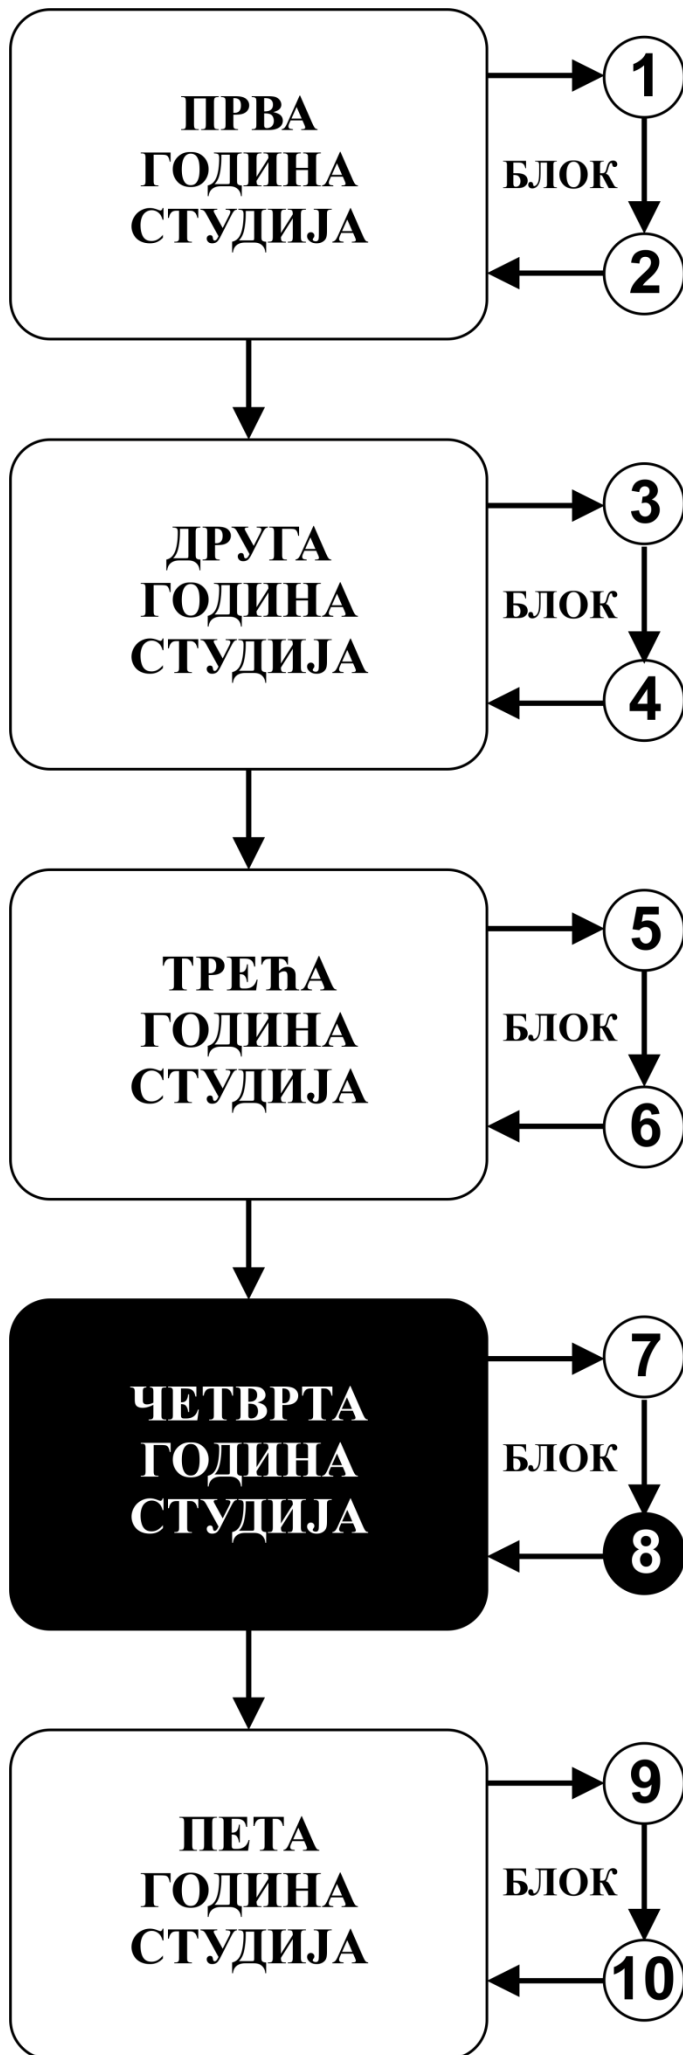 ПРВА
ГОДИНА
СТУДИЈА
1
БЛОК
2
ДРУГА
ГОДИНА
СТУДИЈА
3
БЛОК
4
ТРЕЋА
ГОДИНА
СТУДИЈА
5
БЛОК
6
ЧЕТВРТА
ГОДИНА
СТУДИЈА
7
БЛОК
8
ПЕТА
ГОДИНА
СТУДИЈА
9
БЛОК
10